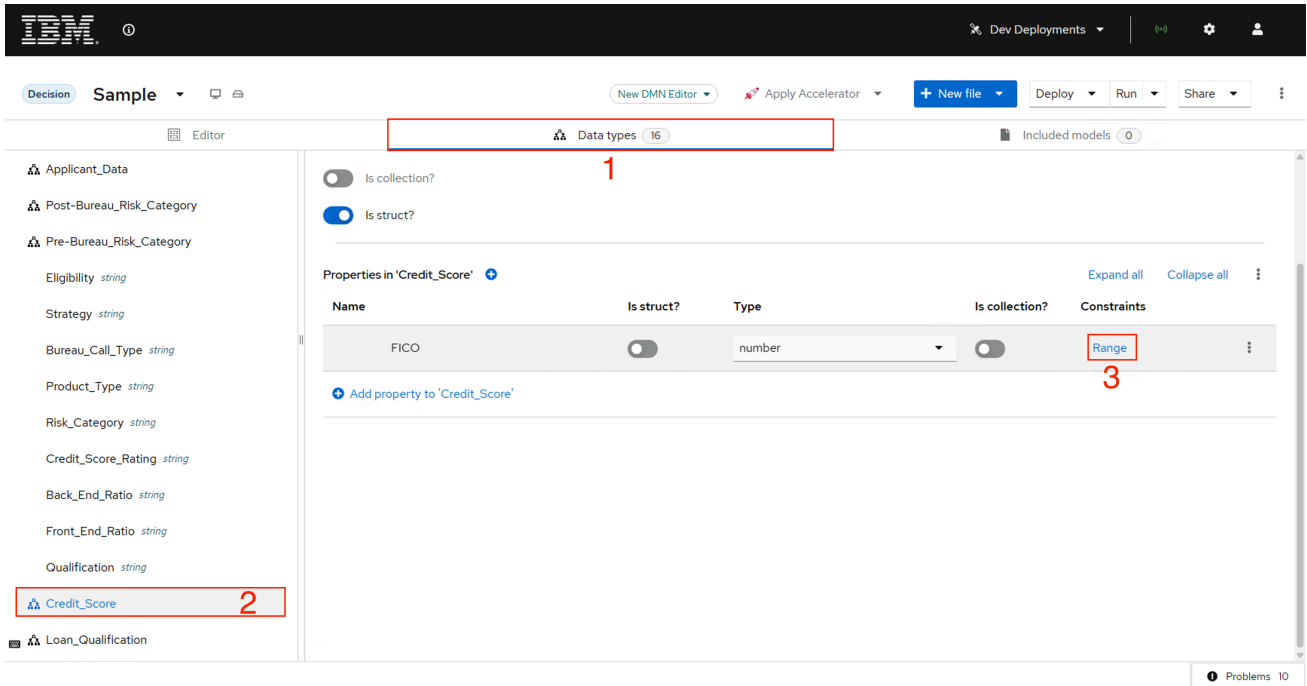 IBM
Dev Deployments
Decision Sample New DMN Editor Apply Accelerator + New file Deploy Run Share
Editor Data types 16 Included models 0
1
Applicant_Data
Post-Bureau_Risk_Category
Pre-Bureau_Risk_Category
Eligibility string
Strategy string
Bureau_Call_Type string
Product_Type string
Risk_Category string
Credit_Score_Rating string
Back_End_Ratio string
Front_End_Ratio string
Qualification string
Credit_Score 2
Loan_Qualification
Is collection?
Is struct?
Properties in 'Credit_Score' Expand all Collapse all
Name Is struct? Type Is collection? Constraints
FICO number Range
3
Add property to 'Credit_Score'
Problems 10